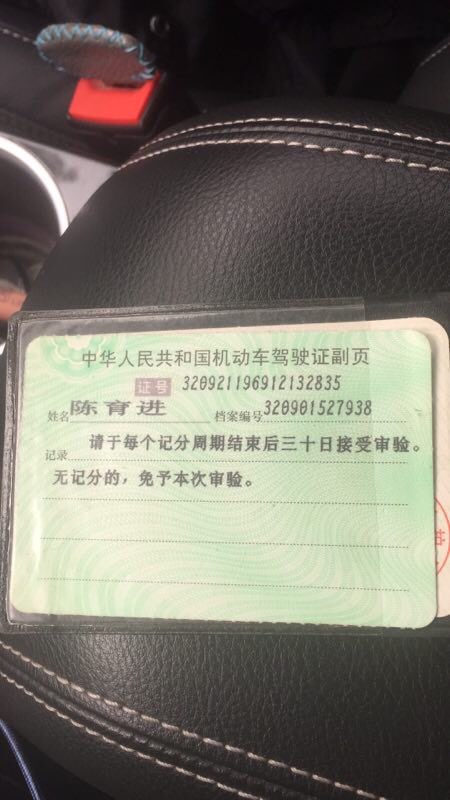 中华人民共和国机动车驾驶证副页
证号 320921196912132835
姓名 陈育进 档案编号 320901527938
记录 请于每个记分周期结束后三十日接受审验。
无记分的，免予本次审验。